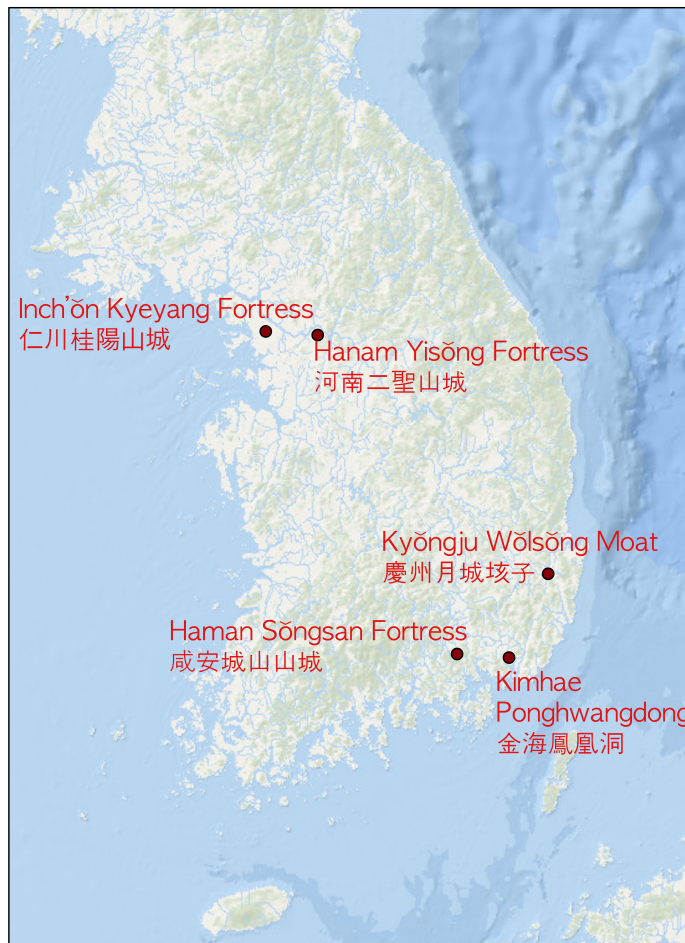 Inch'ŏn Kyeyang Fortress
仁川桂陽山城
Hanam Yisŏng Fortress
河南二聖山城
Kyŏngju Wŏlsŏng Moat
慶州月城垓子
Haman Sŏngsan Fortress
咸安城山山城
Kimhae
Ponghwangdong
金海鳳凰洞